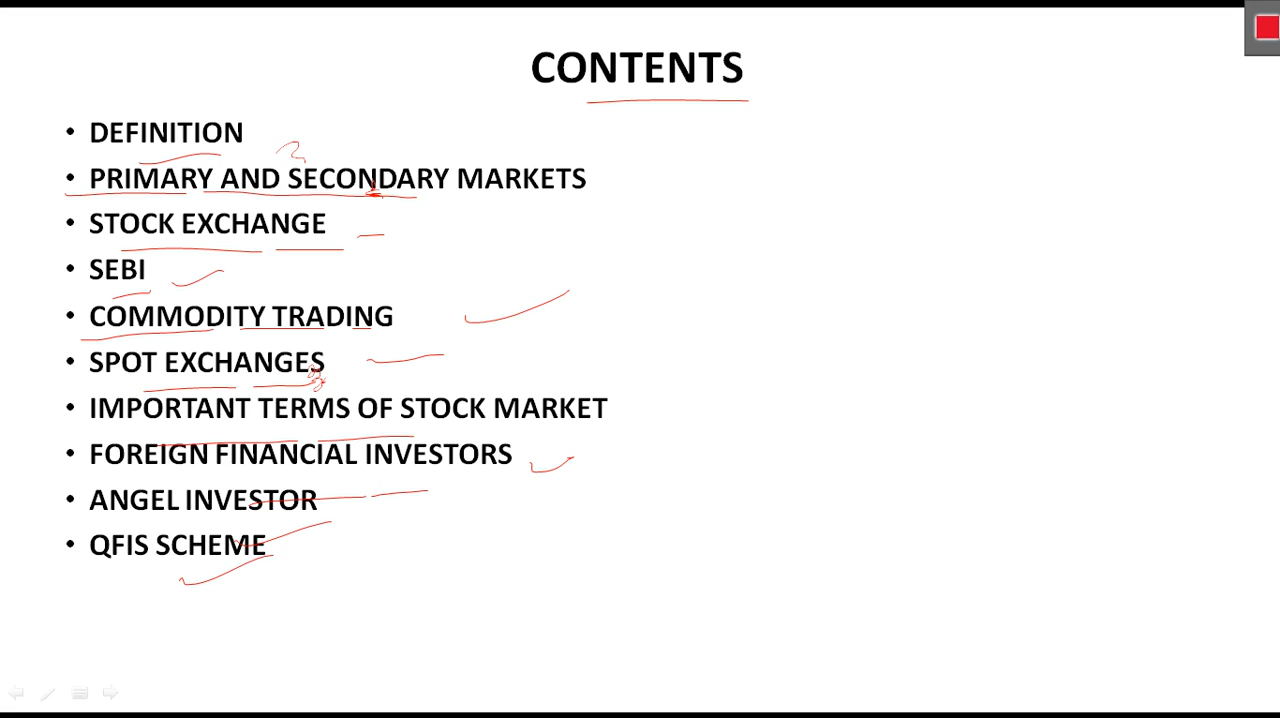 CONTENTS
• DEFINITION
• PRIMARY AND SECONDARY MARKETS
• STOCK EXCHANGE
• SEBI
• COMMODITY TRADING
• SPOT EXCHANGES
• IMPORTANT TERMS OF STOCK MARKET
• FOREIGN FINANCIAL INVESTORS
• ANGEL INVESTOR
• QFIS SCHEME